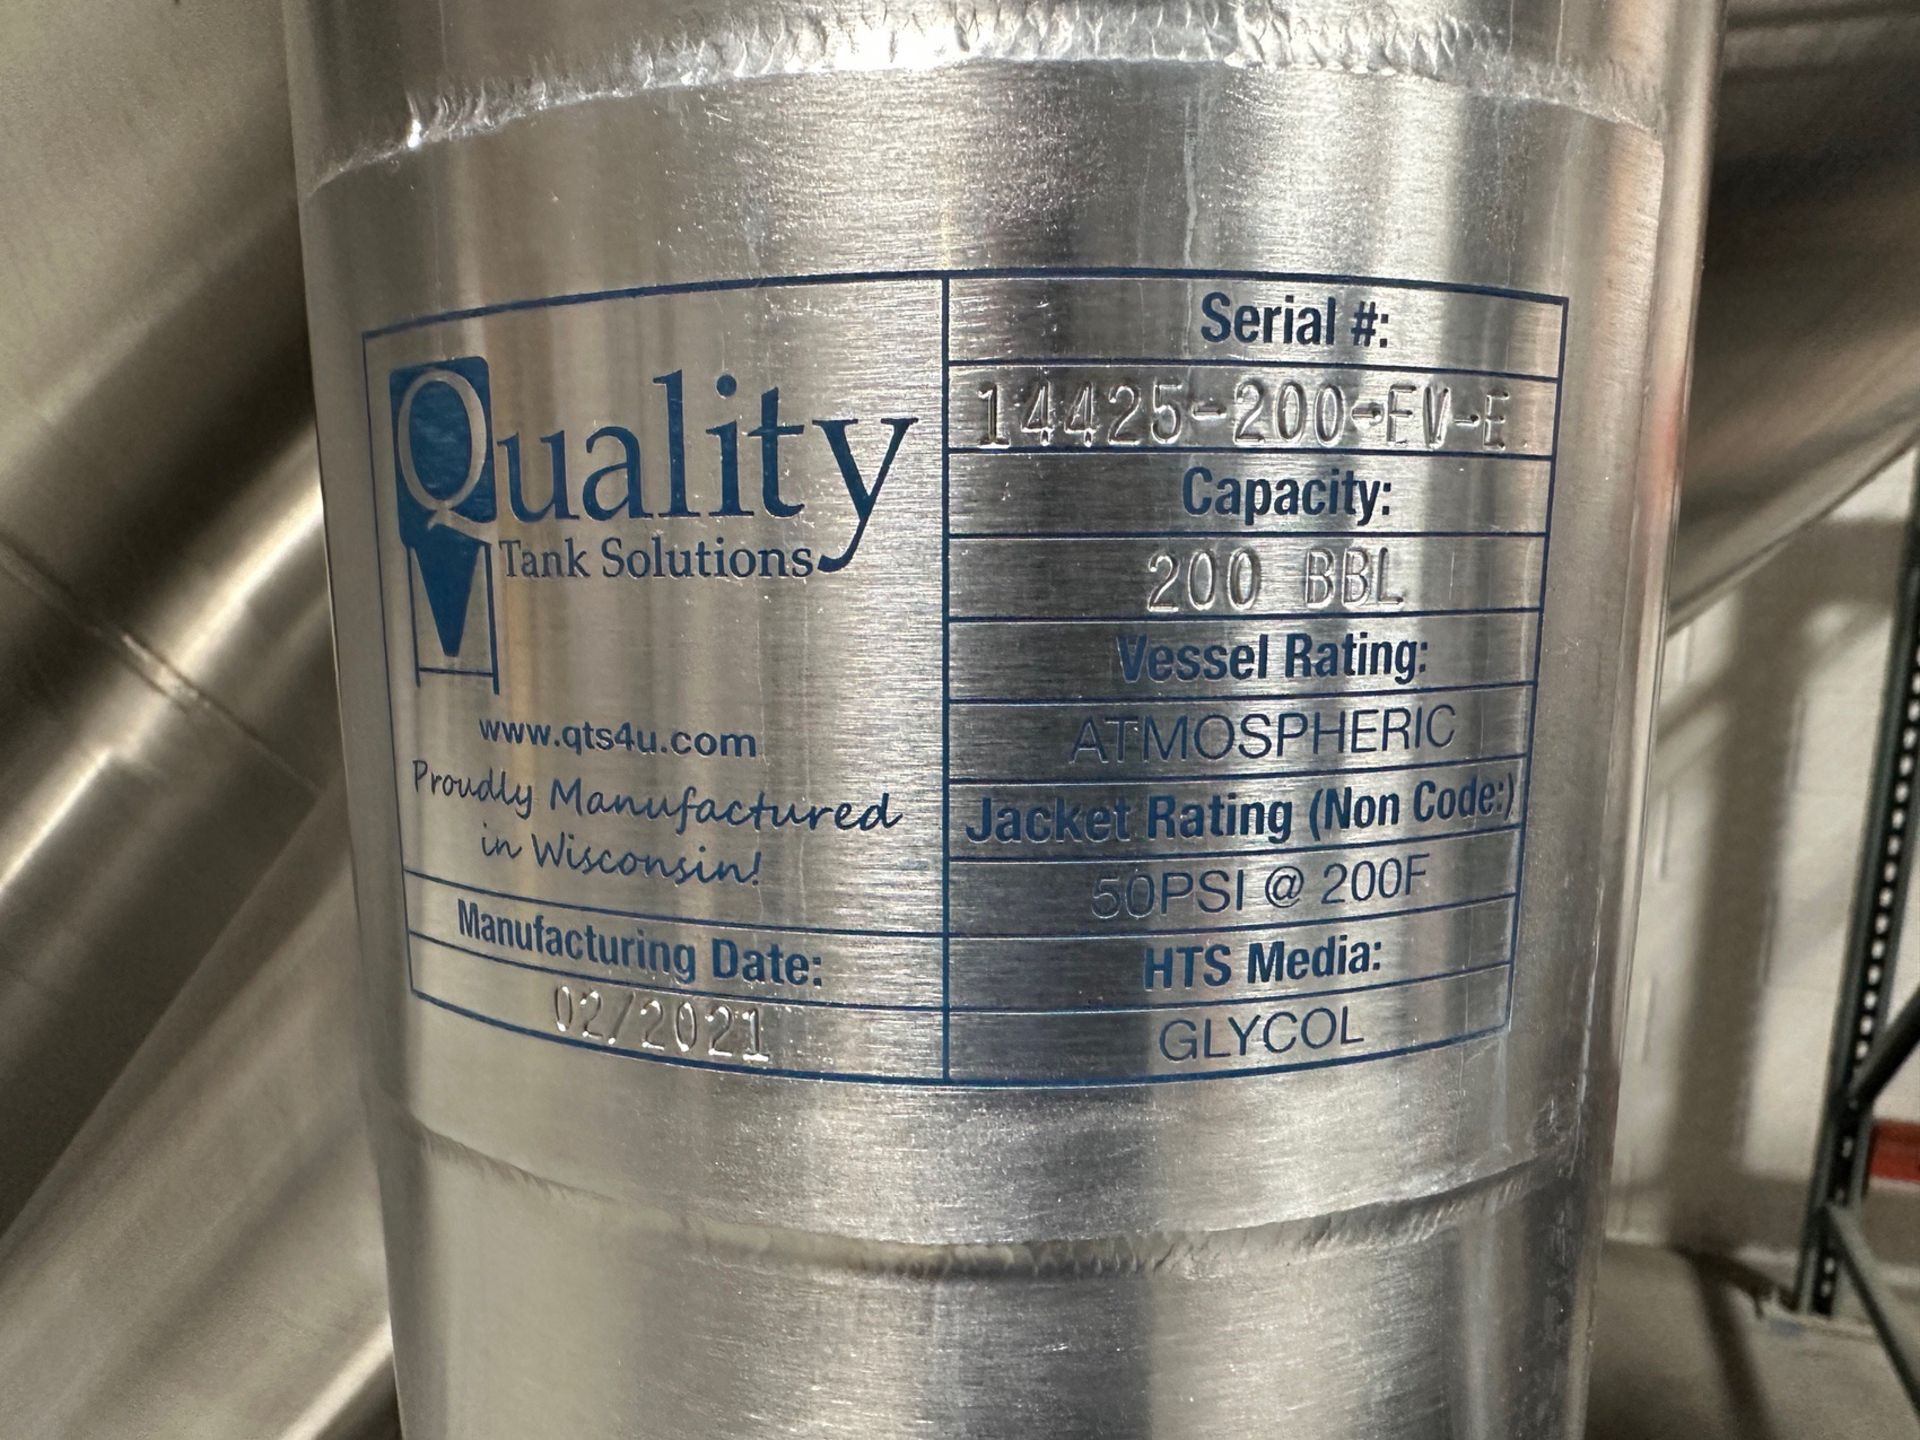 Quality
Tank Solutions
www.qts4u.com
Proudly Manufactured
in Wisconsin!
Manufacturing Date:
02/2021
Serial #:
14425-200-FV-E
Capacity:
200 BBL
Vessel Rating:
ATMOSPHERIC
Jacket Rating (Non Code:)
50PSI @ 200F
HTS Media:
GLYCOL